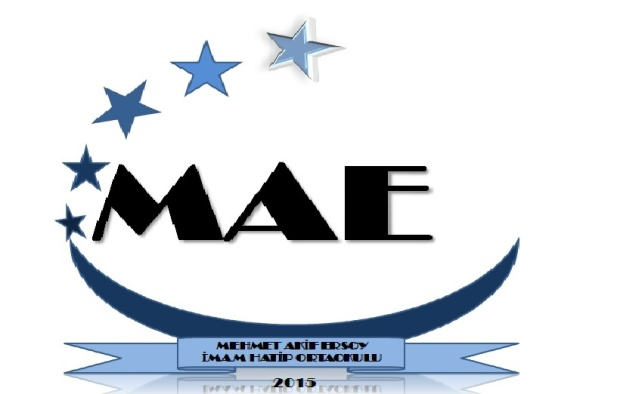 MAE
MEHMET AKİF ERSOY
İMAM HATİP ORTAOKULU
2015